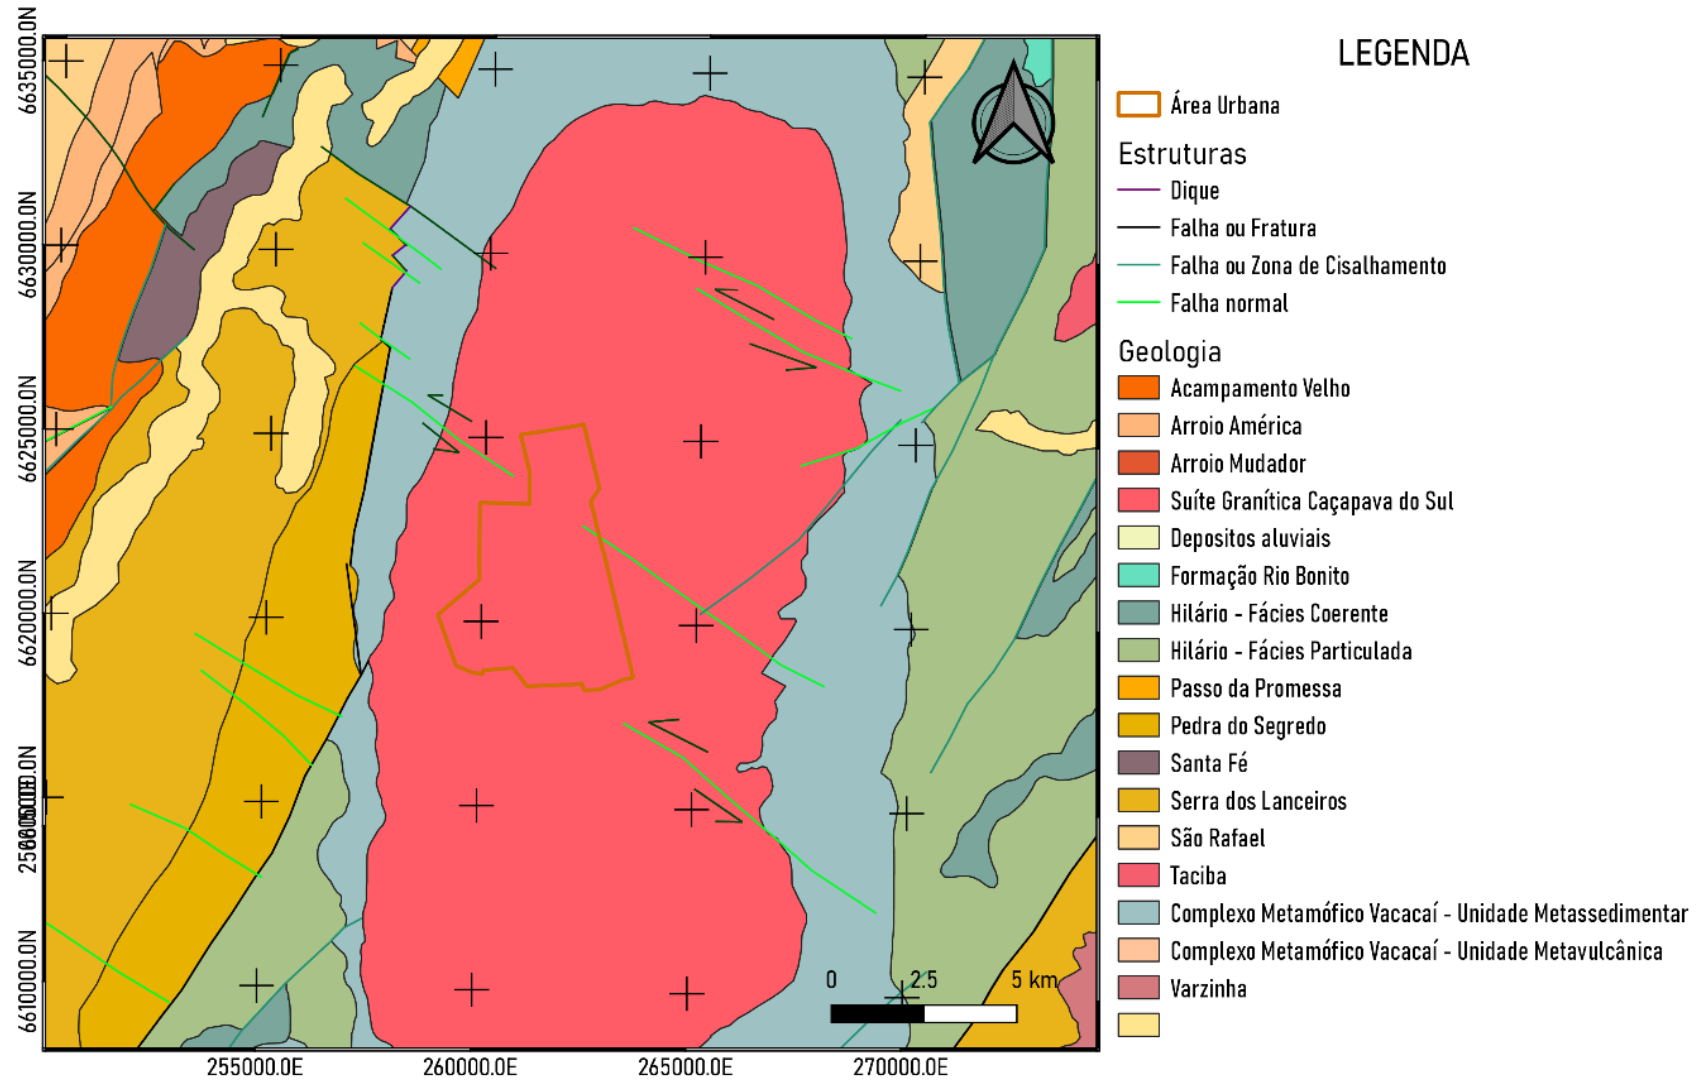 LEGENDA
Área Urbana
Estruturas
Dique
Falha ou Fratura
Falha ou Zona de Cisalhamento
Falha normal
Geologia
Acampamento Velho
Arroio América
Arroio Mudador
Suíte Granítica Caçapava do Sul
Depositos aluviais
Formação Rio Bonito
Hilário - Fácies Coerente
Hilário - Fácies Particulada
Passo da Promessa
Pedra do Segredo
Santa Fé
Serra dos Lanceiros
São Rafael
Taciba
Complexo Metamófico Vacacaí - Unidade Metassedimentar
Complexo Metamófico Vacacaí - Unidade Metavulcânica
Varzinha
6635000.0N
6630000.0N
6625000.0N
6620000.0N
6610000.0N
0 2.5 5 km
255000.0E 260000.0E 265000.0E 270000.0E